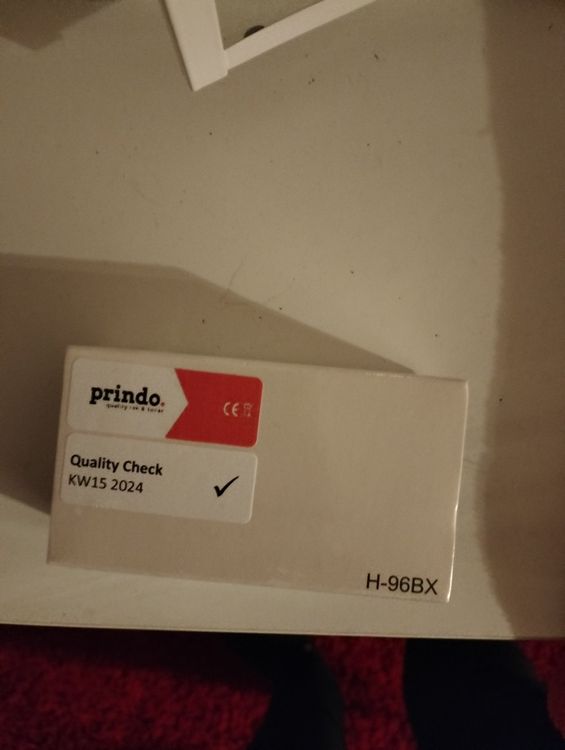 prindo.
quality ink & toner
CE
Quality Check
KW15 2024
✓
H-96BX